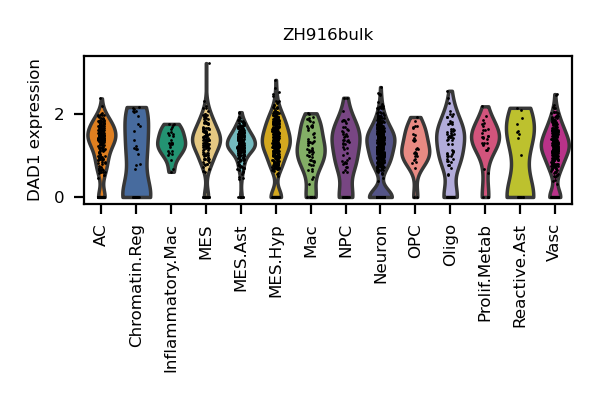 ZH916bulk
DAD1 expression
2
0
AC
Chromatin.Reg
Inflammatory.Mac
MES
MES.Ast
MES.Hyp
Mac
NPC
Neuron
OPC
Oligo
Prolif.Metab
Reactive.Ast
Vasc